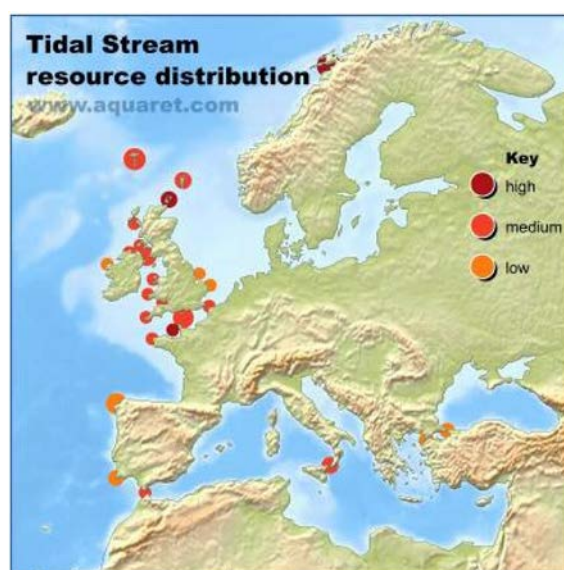 Tidal Stream
resource distribution
www.aquaret.com
Key
high
medium
low